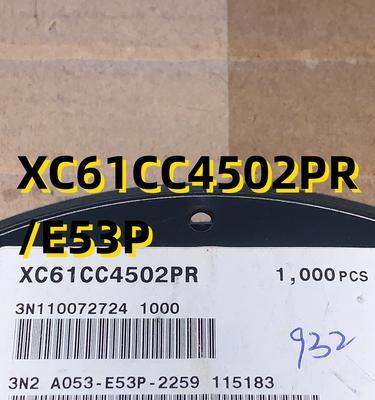 XC61CC4502PR
/E53P
XC61CC4502PR 1,000PCS
3N110072724 1000
932
3N2 A053-E53P-2259 115183